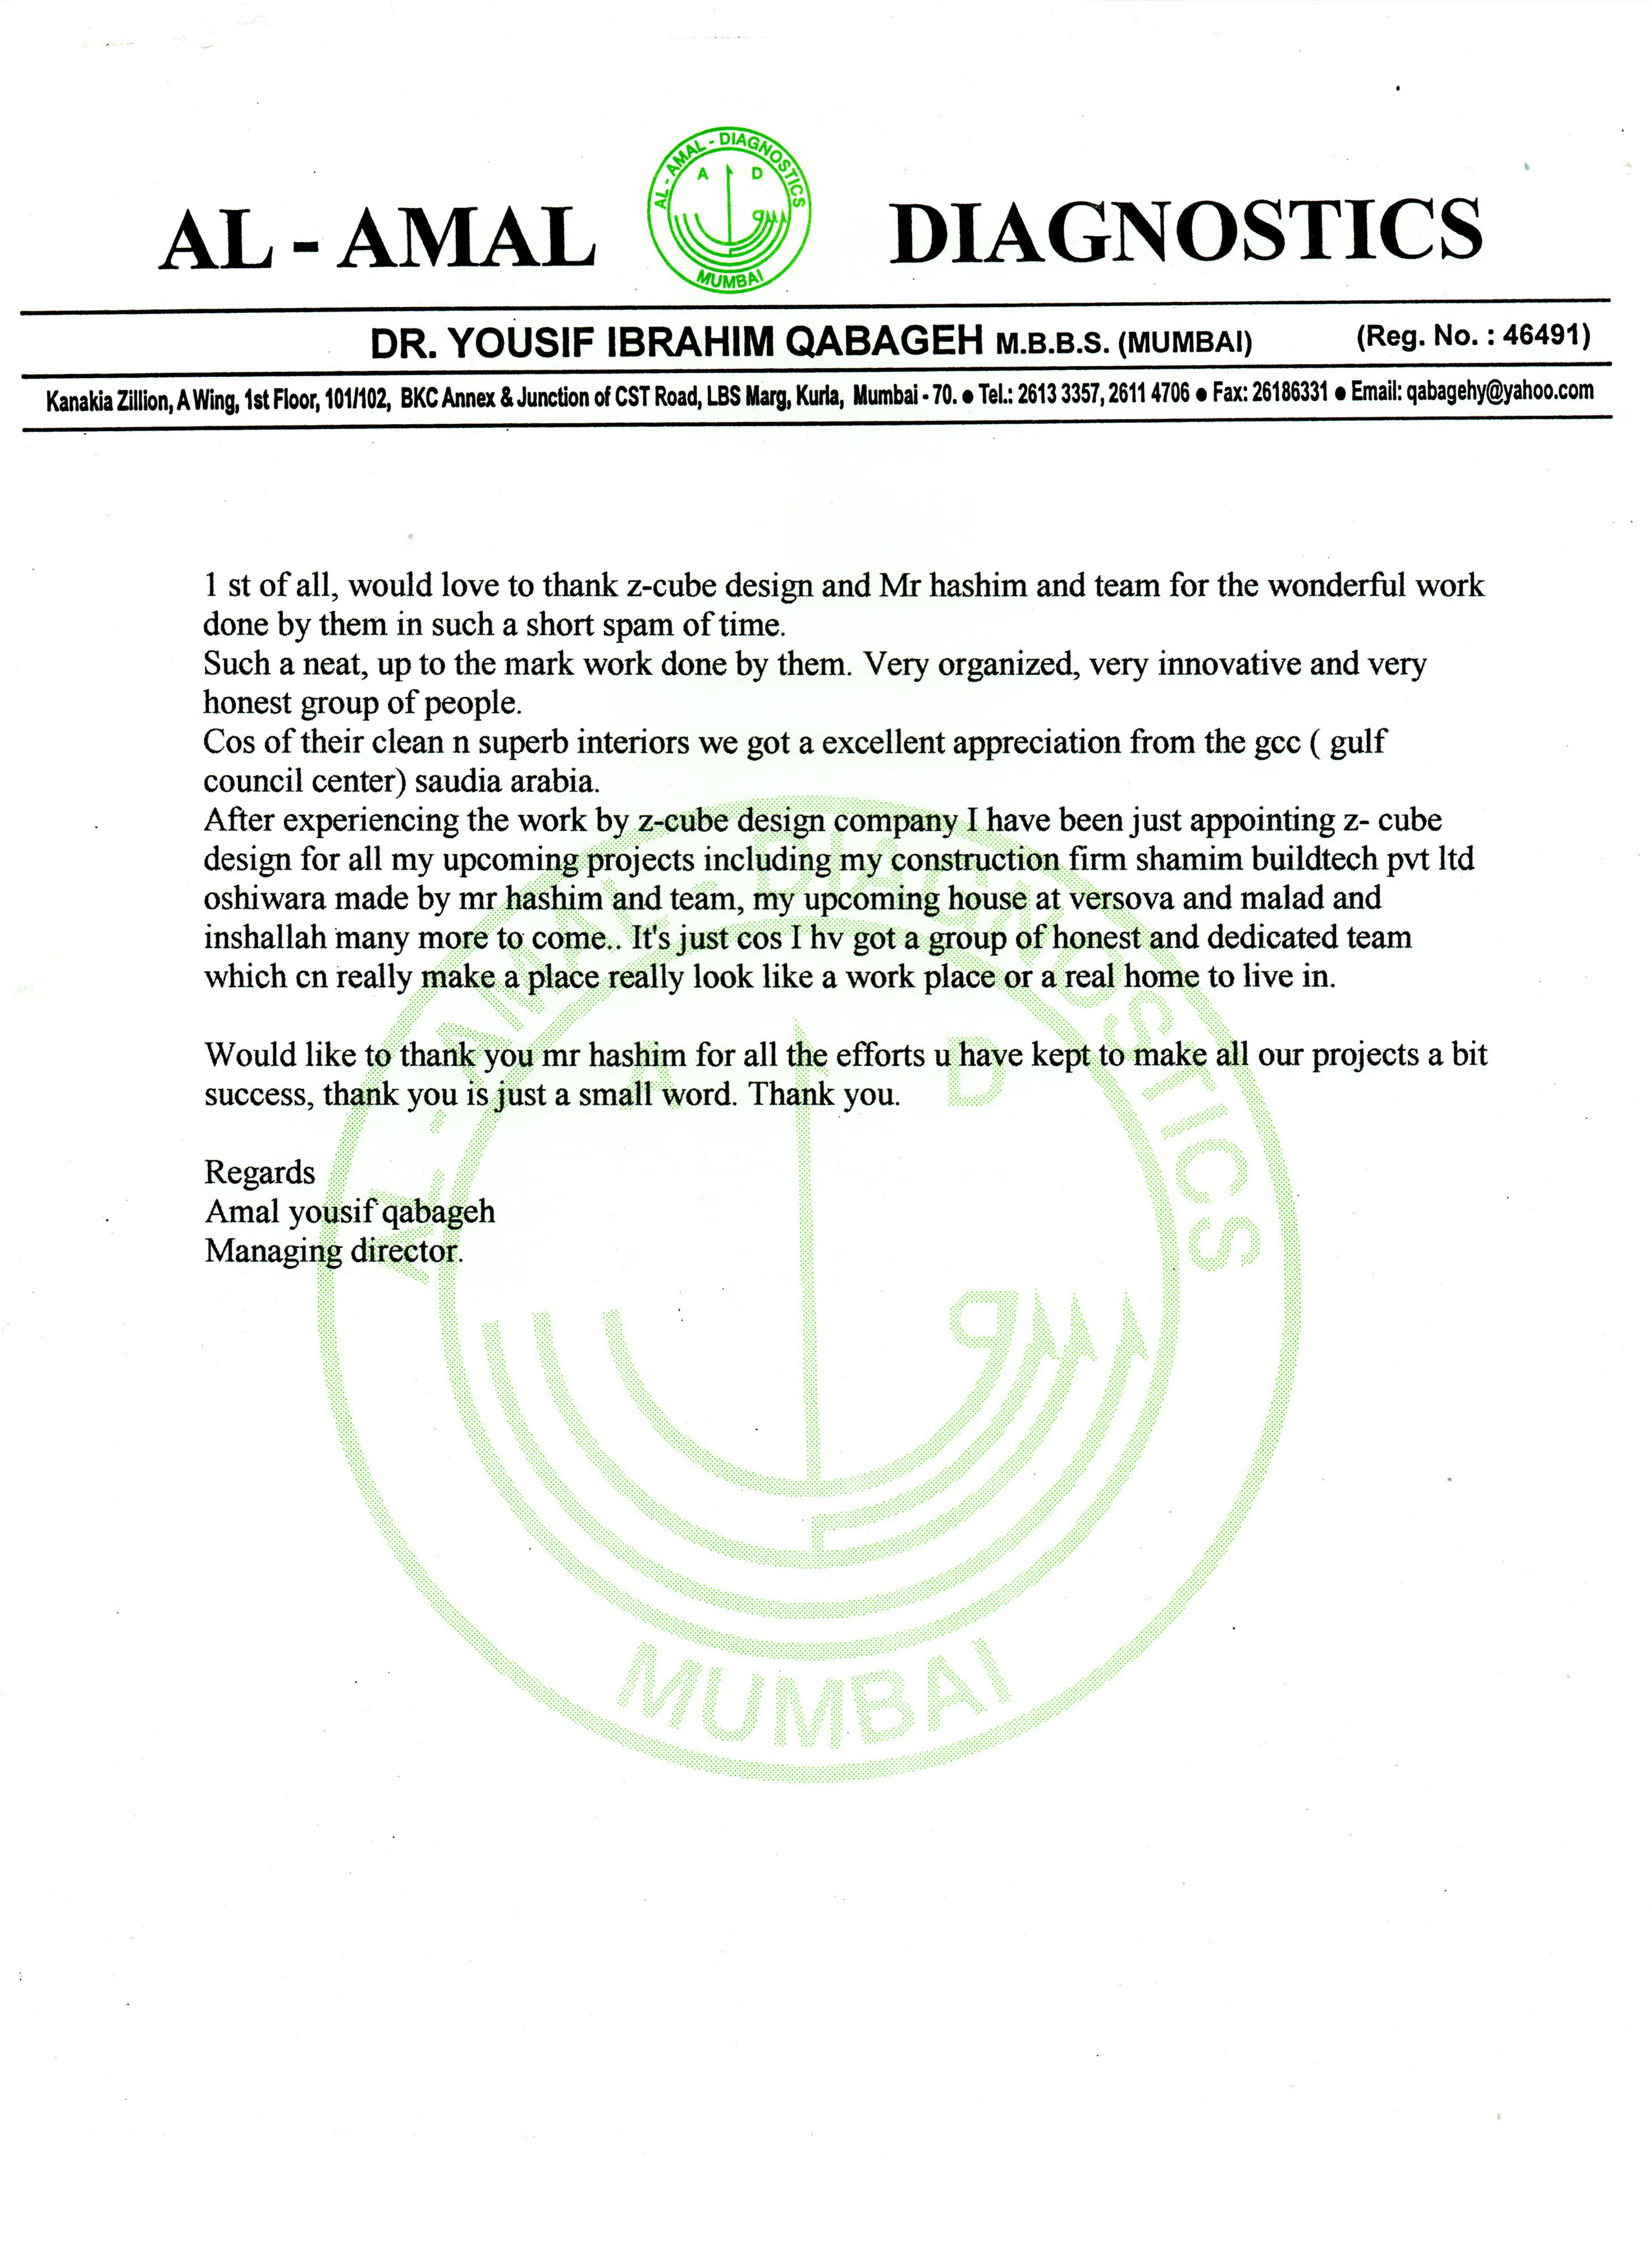 AL - AMAL DIAGNOSTICS
AL - AMAL - DIAGNOSTICS
A D
MUMBAI
DR. YOUSIF IBRAHIM QABAGEH M.B.B.S. (MUMBAI) (Reg. No. : 46491)
Kanakia Zillion, A Wing, 1st Floor, 101/102, BKC Annex & Junction of CST Road, LBS Marg, Kurla, Mumbai - 70. ● Tel.: 2613 3357, 2611 4706 ● Fax: 26186331 ● Email: qabagehy@yahoo.com
1 st of all, would love to thank z-cube design and Mr hashim and team for the wonderful work
done by them in such a short spam of time.
Such a neat, up to the mark work done by them. Very organized, very innovative and very
honest group of people.
Cos of their clean n superb interiors we got a excellent appreciation from the gcc ( gulf
council center) saudia arabia.
After experiencing the work by z-cube design company I have been just appointing z- cube
design for all my upcoming projects including my construction firm shamim buildtech pvt ltd
oshiwara made by mr hashim and team, my upcoming house at versova and malad and
inshallah many more to come.. It's just cos I hv got a group of honest and dedicated team
which cn really make a place really look like a work place or a real home to live in.
Would like to thank you mr hashim for all the efforts u have kept to make all our projects a bit
success, thank you is just a small word. Thank you.
Regards
Amal yousif qabageh
Managing director.
AL - AMAL - DIAGNOSTICS
A D
MUMBAI